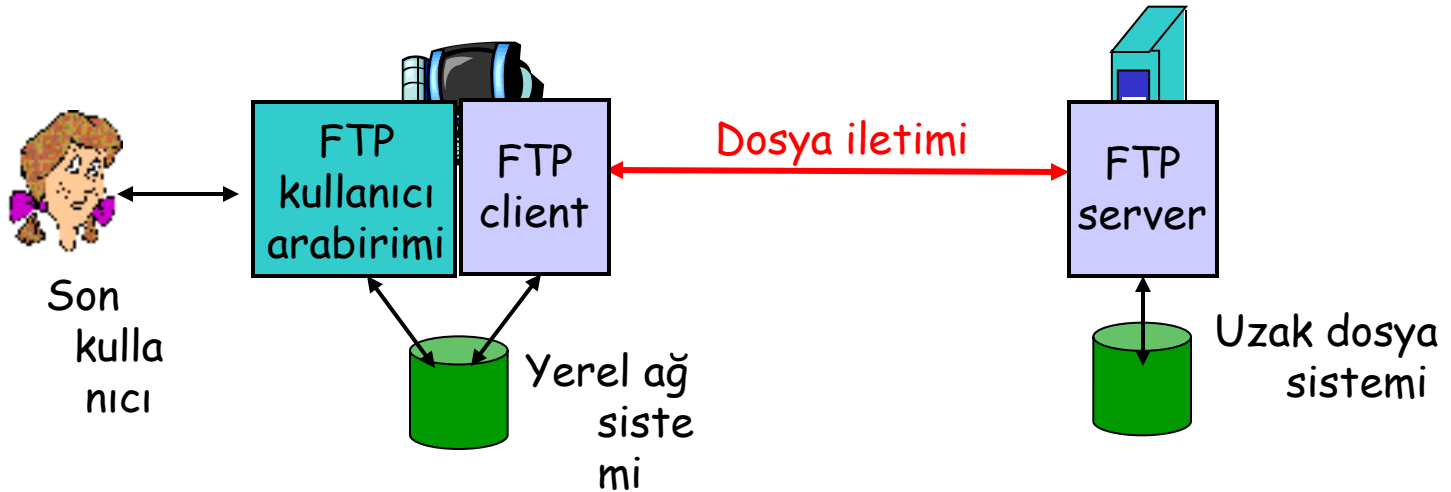 FTP
kullanıcı
arabirimi
FTP
client
Dosya iletimi
FTP
server
Son
kulla
nıcı
Yerel ağ
siste
mi
Uzak dosya
sistemi